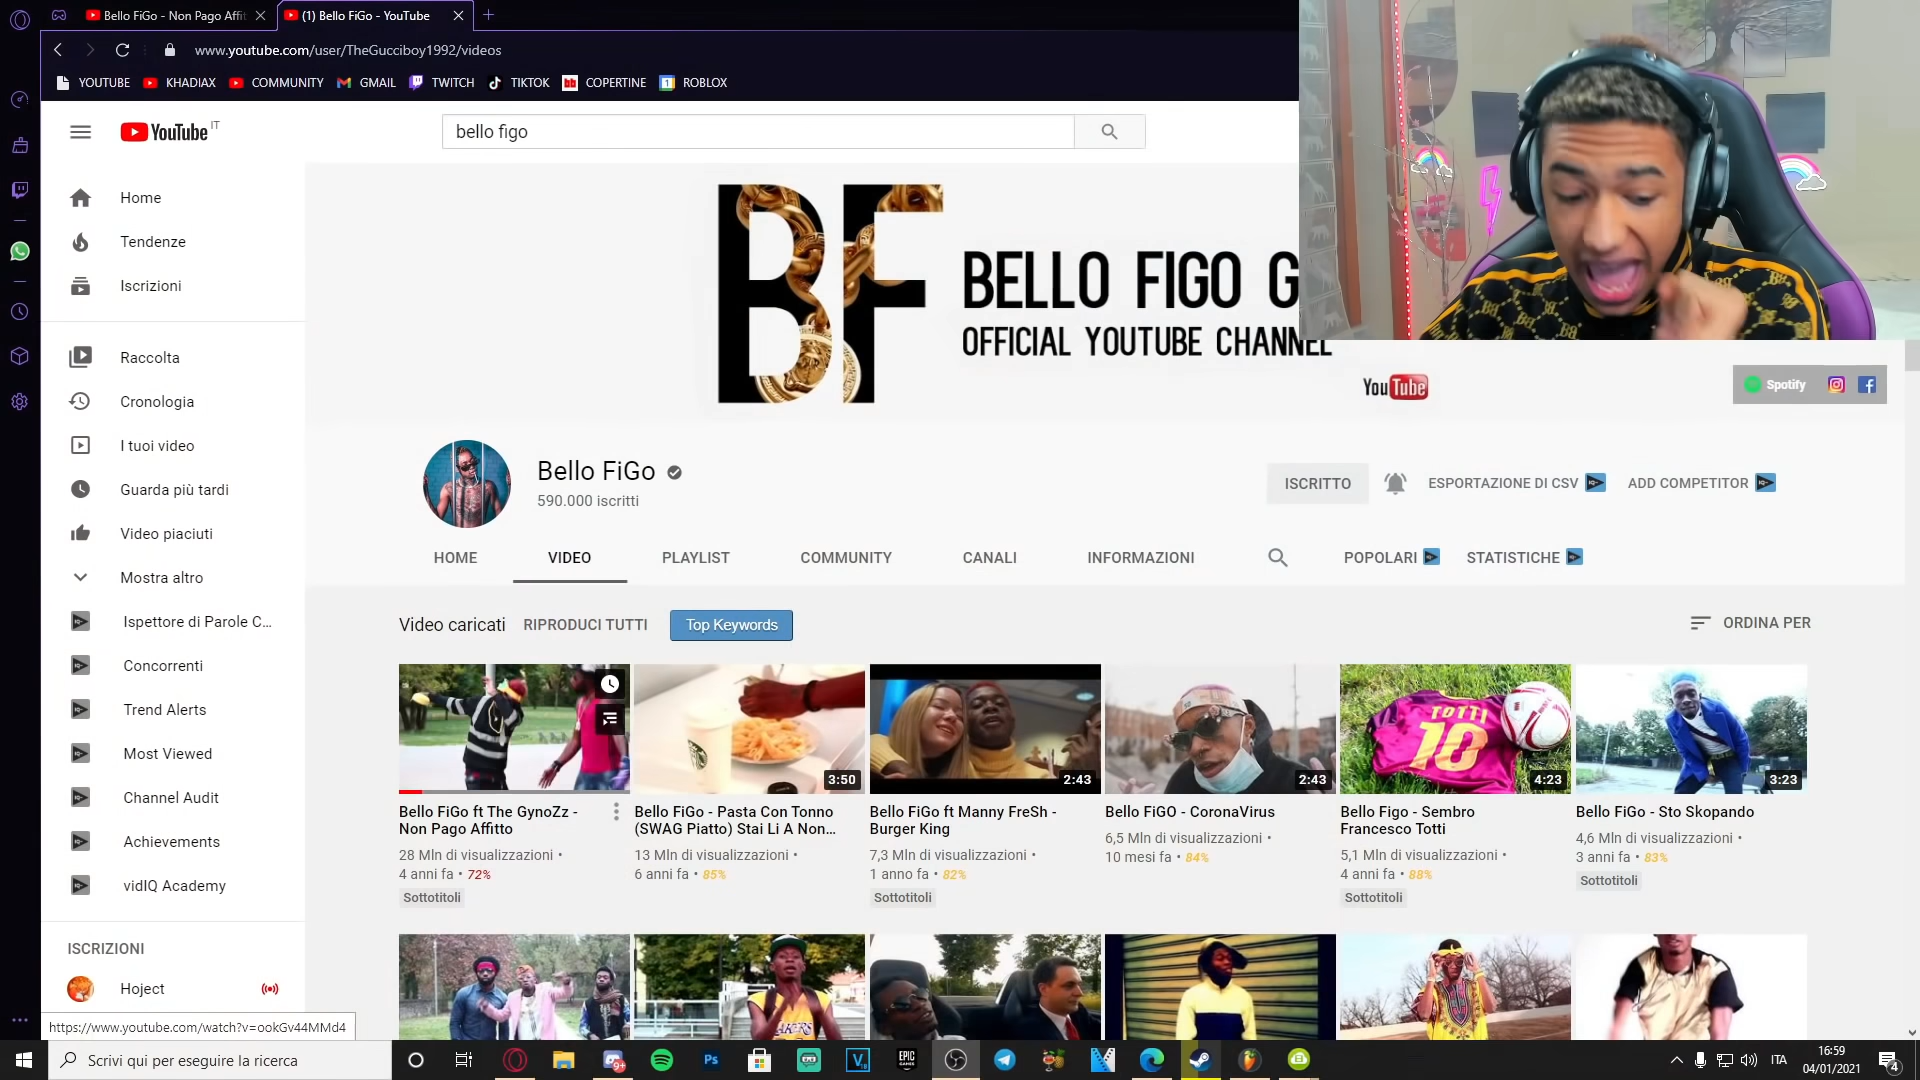 Bello FiGo - Non Pago Affit
(1) Bello FiGo - YouTube
www.youtube.com/user/TheGucciboy1992/videos
YOUTUBE
KHADIAX
COMMUNITY
GMAIL
TWITCH
TIKTOK
COPERTINE
ROBLOX
YouTube IT
bello figo
Home
Tendenze
Iscrizioni
Raccolta
Cronologia
I tuoi video
Guarda più tardi
Video piaciuti
Mostra altro
Ispettore di Parole C...
Concorrenti
Trend Alerts
Most Viewed
Channel Audit
Achievements
vidIQ Academy
ISCRIZIONI
Hoject
BF
BELLO FIGO G
OFFICIAL YOUTUBE CHANNEL
YouTube
Spotify
Bello FiGo
590.000 iscritti
ISCRITTO
ESPORTAZIONE DI CSV
ADD COMPETITOR
HOME
VIDEO
PLAYLIST
COMMUNITY
CANALI
INFORMAZIONI
POPOLARI
STATISTICHE
Video caricati
RIPRODUCI TUTTI
Top Keywords
ORDINA PER
Bello FiGo ft The GynoZz -
Non Pago Affitto
28 Mln di visualizzazioni •
4 anni fa • 72%
Sottotitoli
3:50
Bello FiGo - Pasta Con Tonno
(SWAG Piatto) Stai Li A Non...
13 Mln di visualizzazioni •
6 anni fa • 85%
2:43
Bello FiGo ft Manny FreSh -
Burger King
7,3 Mln di visualizzazioni •
1 anno fa • 82%
Sottotitoli
2:43
Bello FiGO - CoronaVirus
6,5 Mln di visualizzazioni •
10 mesi fa • 84%
TOTTI
10
4:23
Bello Figo - Sembro
Francesco Totti
5,1 Mln di visualizzazioni •
4 anni fa • 88%
Sottotitoli
3:23
Bello FiGo - Sto Skopando
4,6 Mln di visualizzazioni •
3 anni fa • 83%
Sottotitoli
LAKERS
https://www.youtube.com/watch?v=ookGv44MMd4
Scrivi qui per eseguire la ricerca
9+
Ps
EPIC
GAMES
ITA
16:59
04/01/2021
4